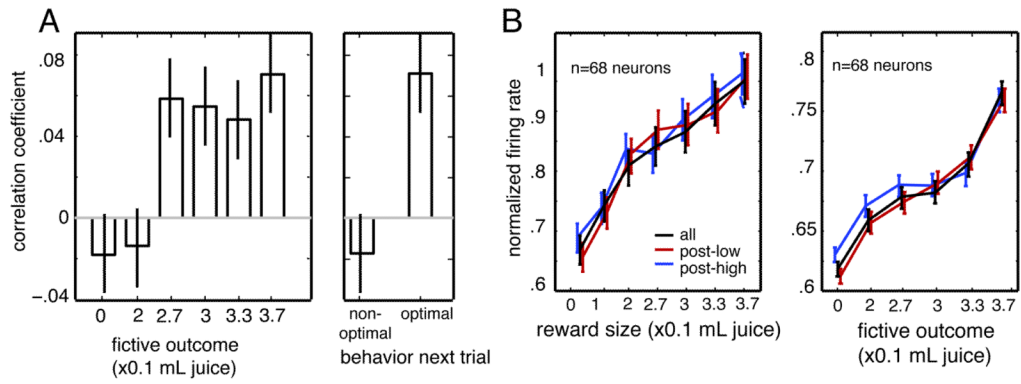 A
correlation coefficient
.08
.04
0
-.04
0 2 2.7 3 3.3 3.7
fictive outcome
(x0.1 mL juice)
non-
optimal
optimal
behavior next trial
B
normalized firing rate
n=68 neurons
1
.9
.8
.7
.6
all
post-low
post-high
0 1 2 2.7 3 3.3 3.7
reward size (x0.1 mL juice)
n=68 neurons
.8
.75
.7
.65
.6
0 2 2.7 3 3.3 3.7
fictive outcome
(x0.1 mL juice)